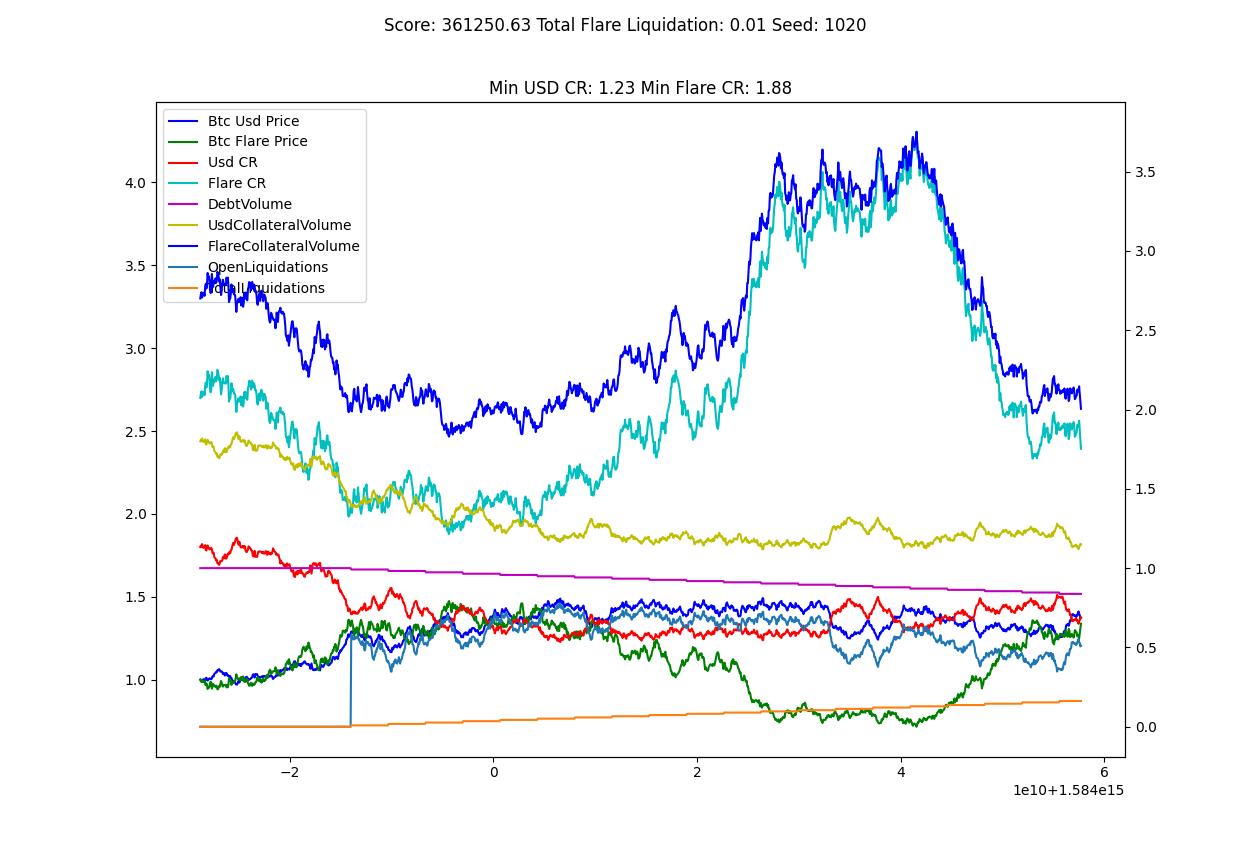 Score: 361250.63 Total Flare Liquidation: 0.01 Seed: 1020
Min USD CR: 1.23 Min Flare CR: 1.88
Btc Usd Price
Btc Flare Price
Usd CR
Flare CR
DebtVolume
UsdCollateralVolume
FlareCollateralVolume
OpenLiquidations
TotalLiquidations
4.0
3.5
3.0
2.5
2.0
1.5
1.0
3.5
3.0
2.5
2.0
1.5
1.0
0.5
0.0
−2 0 2 4 6
1e10+1.584e15